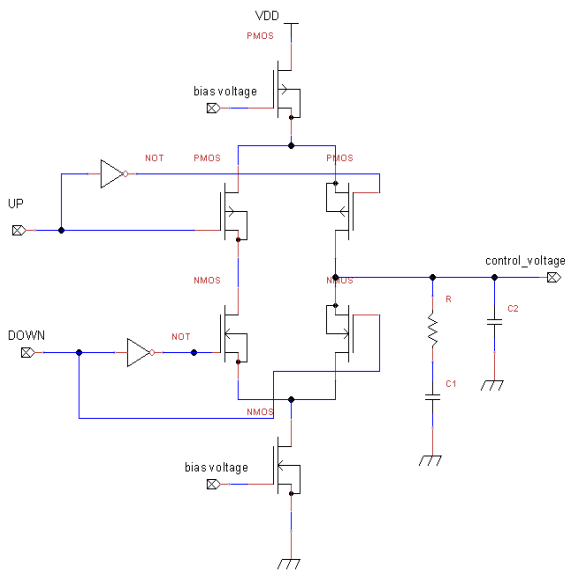 VDD
PMOS
bias voltage
NOT
PMOS
PMOS
UP
control_voltage
NMOS
NMOS
R
C2
DOWN
NOT
C1
NMOS
bias voltage